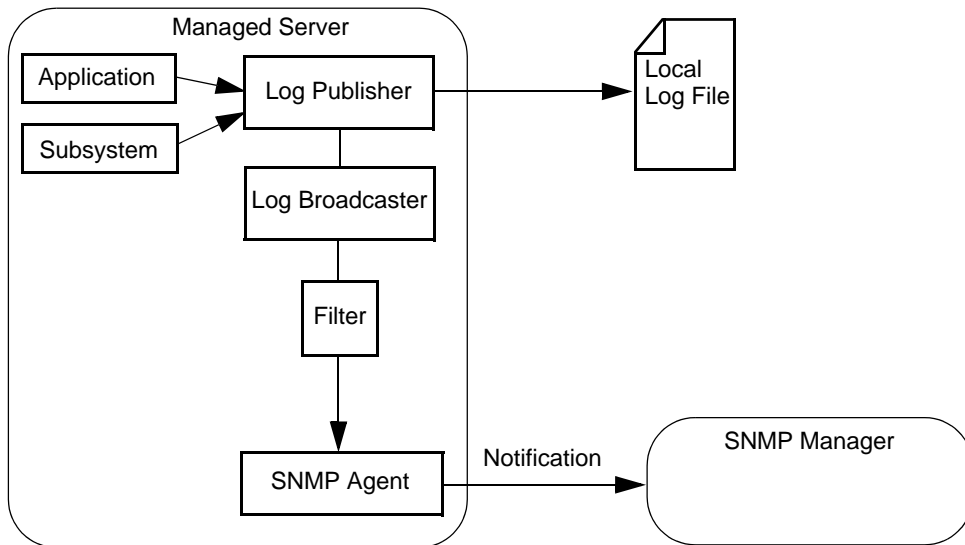 Managed Server
Application
Log Publisher
Local
Log File
Subsystem
Log Broadcaster
Filter
SNMP Manager
Notification
SNMP Agent